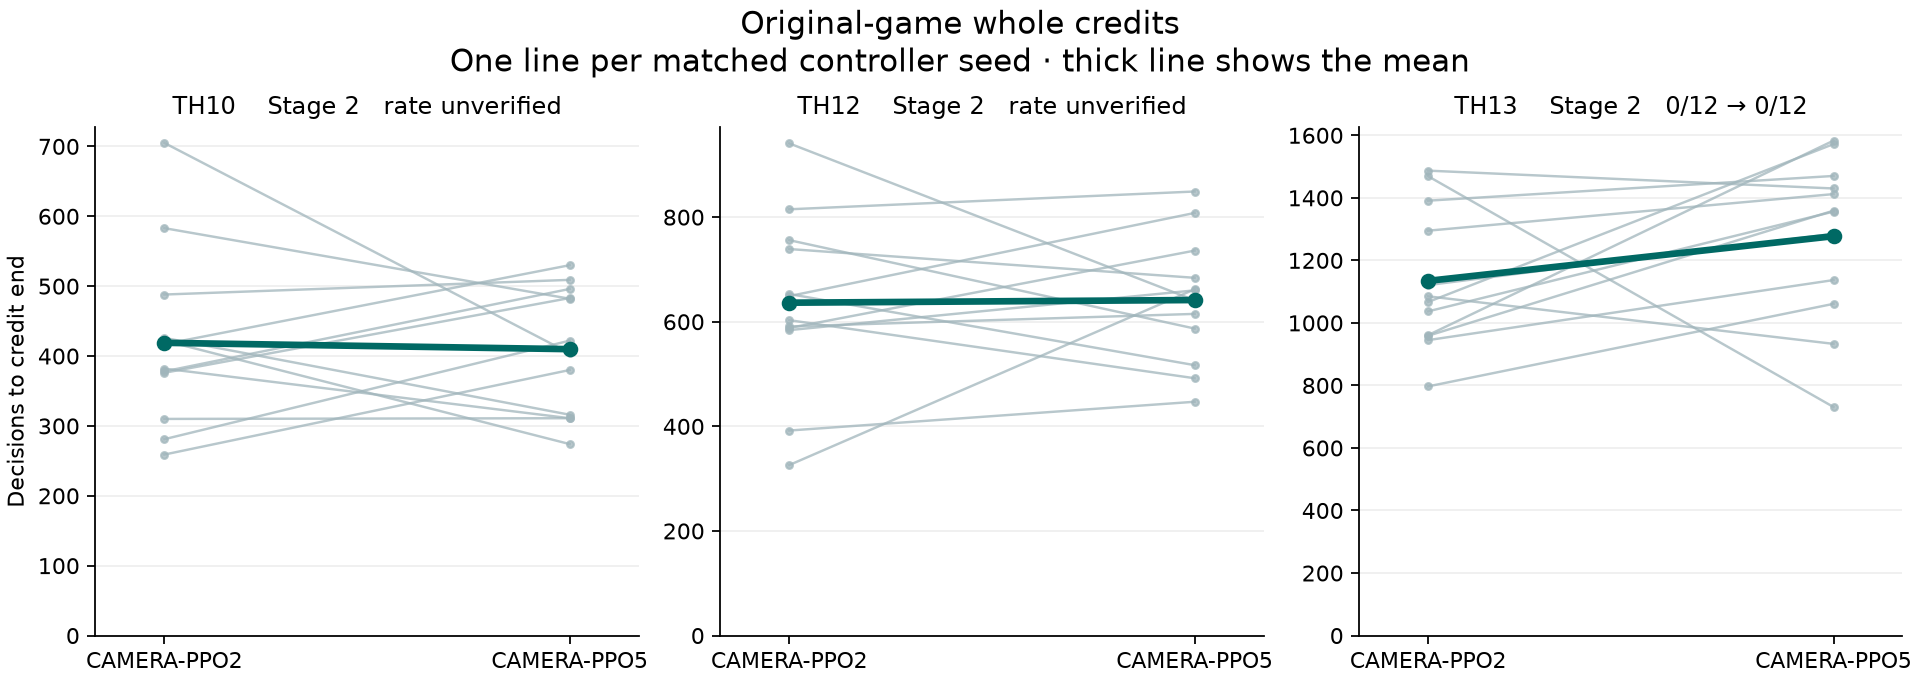 Original-game whole credits
One line per matched controller seed · thick line shows the mean
TH10 Stage 2 rate unverified
Decisions to credit end
700
600
500
400
300
200
100
0
CAMERA-PPO2 CAMERA-PPO5
TH12 Stage 2 rate unverified
800
600
400
200
0
CAMERA-PPO2 CAMERA-PPO5
TH13 Stage 2 0/12 → 0/12
1600
1400
1200
1000
800
600
400
200
0
CAMERA-PPO2 CAMERA-PPO5